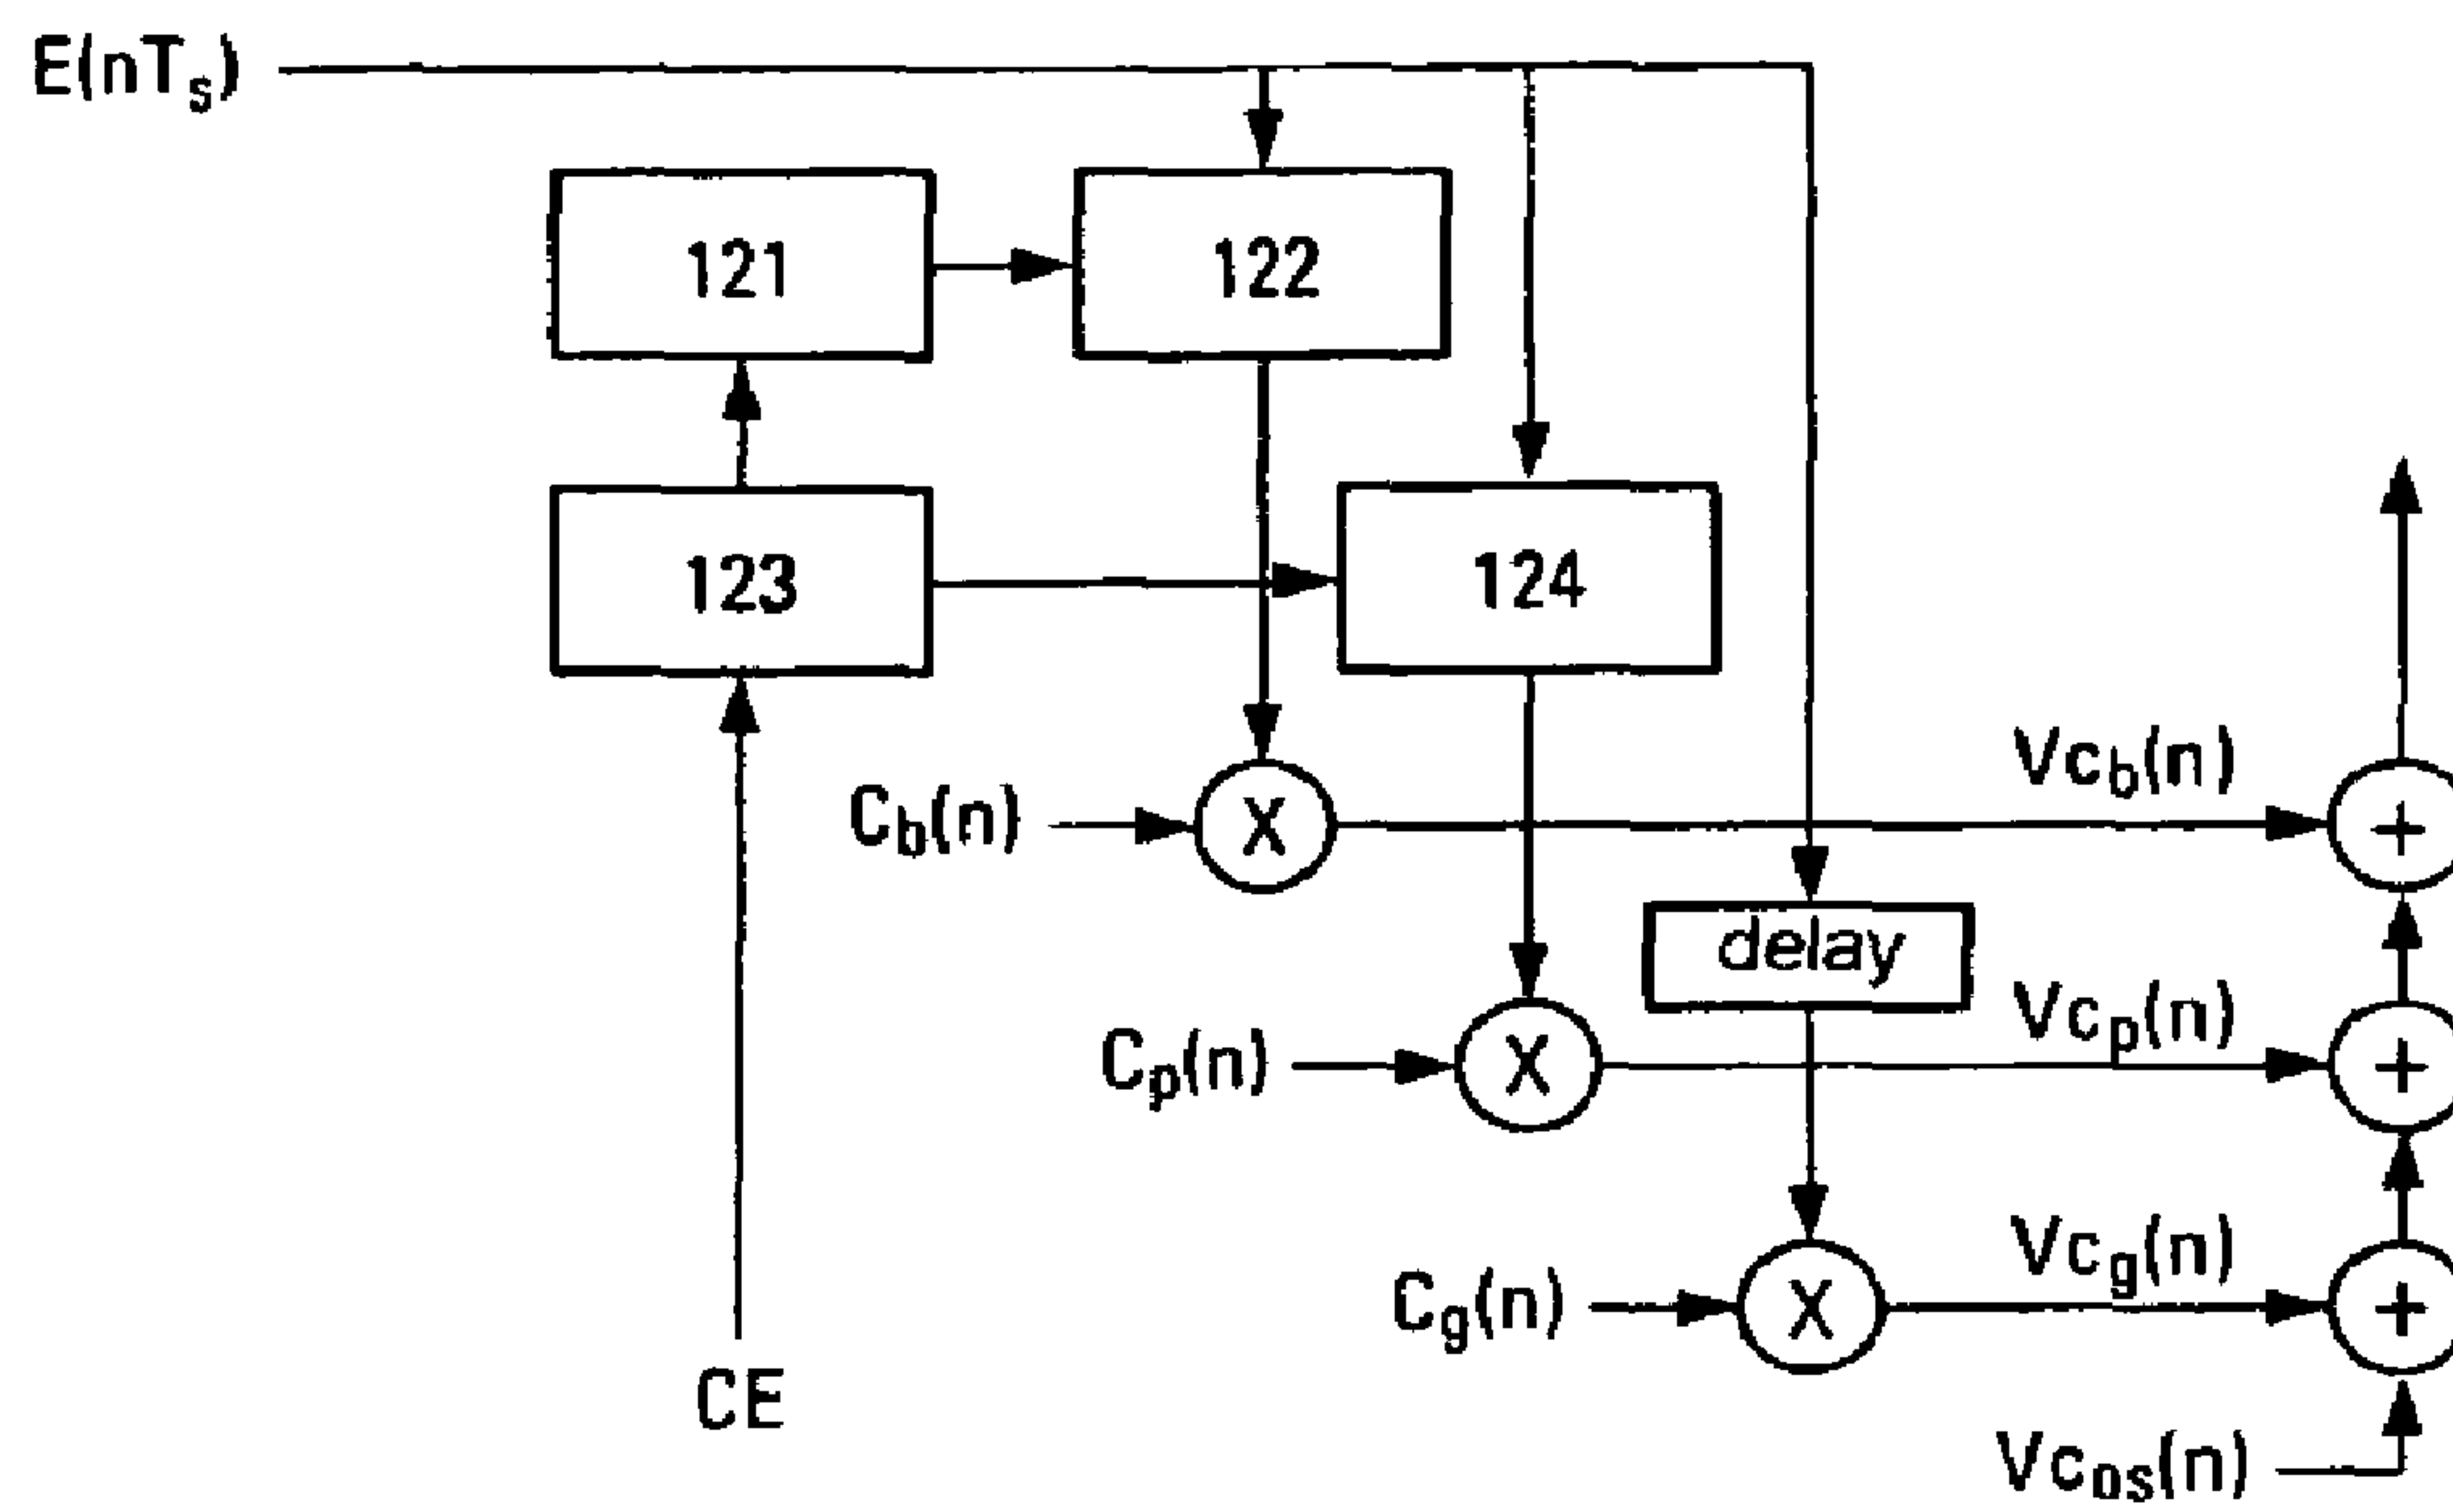 E(nTs)
121
122
123
124
Cb(n)
X
Vcb(n)
+
delay
Cp(n)
X
Vcp(n)
+
Cg(n)
X
Vcg(n)
+
CE
Vcos(n)